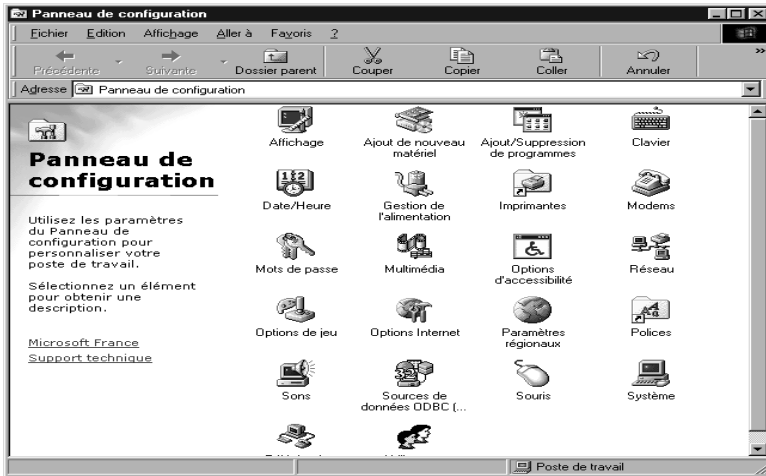 Panneau de configuration
Fichier Edition Affichage Aller à Favoris ?
Précédente Suivante Dossier parent Couper Copier Coller Annuler »
Adresse Panneau de configuration
Panneau de
configuration
Utilisez les paramètres
du Panneau de
configuration pour
personnaliser votre
poste de travail.
Sélectionnez un élément
pour obtenir une
description.
Microsoft France
Support technique
Affichage
Ajout de nouveau
matériel
Ajout/Suppression
de programmes
Clavier
Date/Heure
Gestion de
l'alimentation
Imprimantes
Modems
Mots de passe
Multimédia
Options
d'accessibilité
Réseau
Options de jeu
Options Internet
Paramètres
régionaux
Polices
Sons
Sources de
données ODBC (...
Souris
Système
Poste de travail